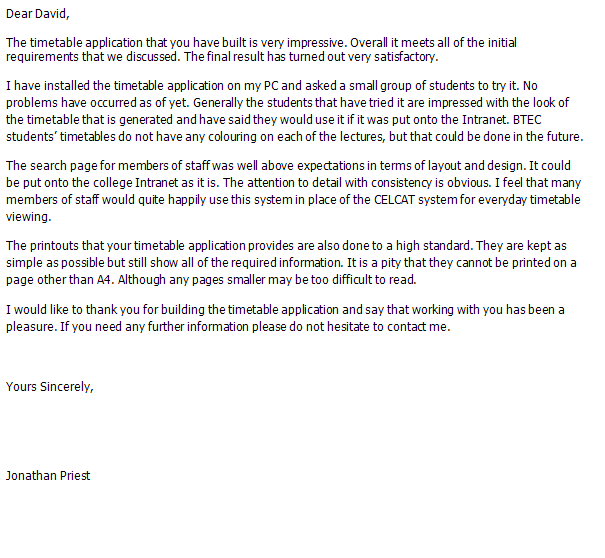 Dear David,
The timetable application that you have built is very impressive. Overall it meets all of the initial
requirements that we discussed. The final result has turned out very satisfactory.
I have installed the timetable application on my PC and asked a small group of students to try it. No
problems have occurred as of yet. Generally the students that have tried it are impressed with the look of
the timetable that is generated and have said they would use it if it was put onto the Intranet. BTEC
students’ timetables do not have any colouring on each of the lectures, but that could be done in the future.
The search page for members of staff was well above expectations in terms of layout and design. It could
be put onto the college Intranet as it is. The attention to detail with consistency is obvious. I feel that many
members of staff would quite happily use this system in place of the CELCAT system for everyday timetable
viewing.
The printouts that your timetable application provides are also done to a high standard. They are kept as
simple as possible but still show all of the required information. It is a pity that they cannot be printed on a
page other than A4. Although any pages smaller may be too difficult to read.
I would like to thank you for building the timetable application and say that working with you has been a
pleasure. If you need any further information please do not hesitate to contact me.
Yours Sincerely,
Jonathan Priest